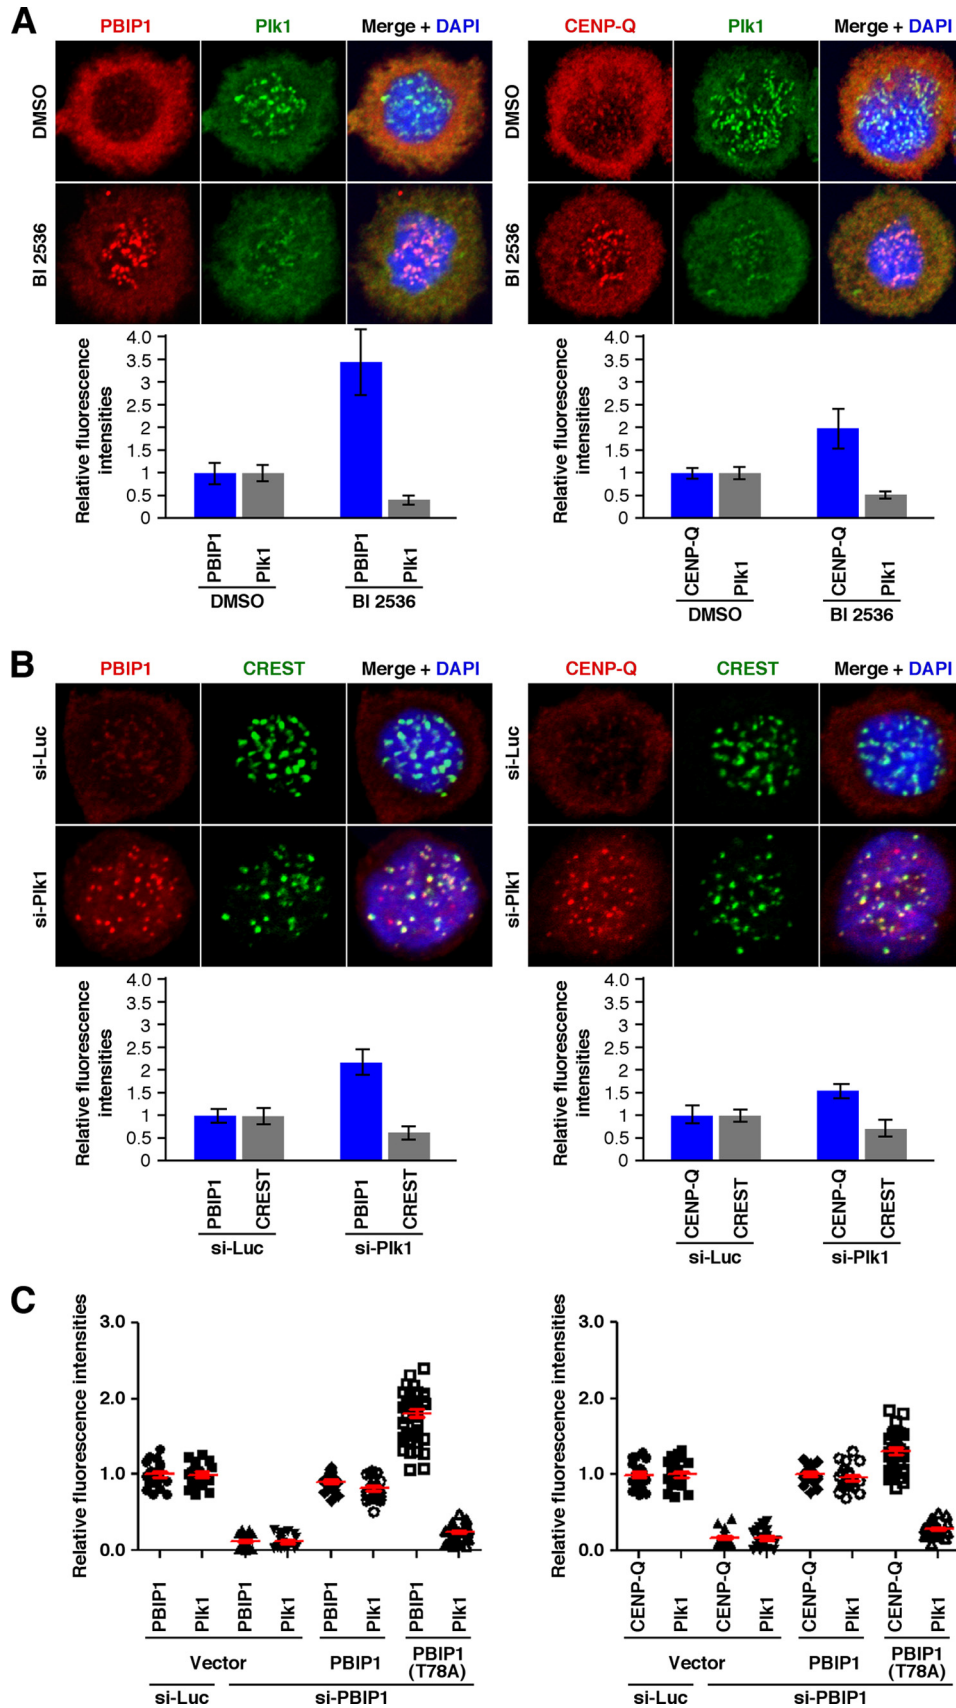 A
PBIP1 Plk1 Merge + DAPI
CENP-Q Plk1 Merge + DAPI
DMSO
BI 2536
DMSO
BI 2536
Relative fluorescence
intensities
4.0
3.5
3
2.5
2
1.5
1
0.5
0
PBIP1 Plk1 PBIP1 Plk1
DMSO BI 2536
Relative fluorescence
intensities
4.0
3.5
3
2.5
2
1.5
1
0.5
0
CENP-Q Plk1 CENP-Q Plk1
DMSO BI 2536
B
PBIP1 CREST Merge + DAPI
CENP-Q CREST Merge + DAPI
si-Luc
si-Plk1
si-Luc
si-Plk1
Relative fluorescence
intensities
4.0
3.5
3
2.5
2
1.5
1
0.5
0
PBIP1 CREST PBIP1 CREST
si-Luc si-Plk1
Relative fluorescence
intensities
4.0
3.5
3
2.5
2
1.5
1
0.5
0
CENP-Q CREST CENP-Q CREST
si-Luc si-Plk1
C
Relative fluorescence intensities
3.0
2.0
1.0
0.0
PBIP1 Plk1 PBIP1 Plk1 PBIP1 Plk1 PBIP1 Plk1
Vector PBIP1 PBIP1
(T78A)
si-Luc si-PBIP1
Relative fluorescence intensities
3.0
2.0
1.0
0.0
CENP-Q Plk1 CENP-Q Plk1 CENP-Q Plk1 CENP-Q Plk1
Vector PBIP1 PBIP1
(T78A)
si-Luc si-PBIP1